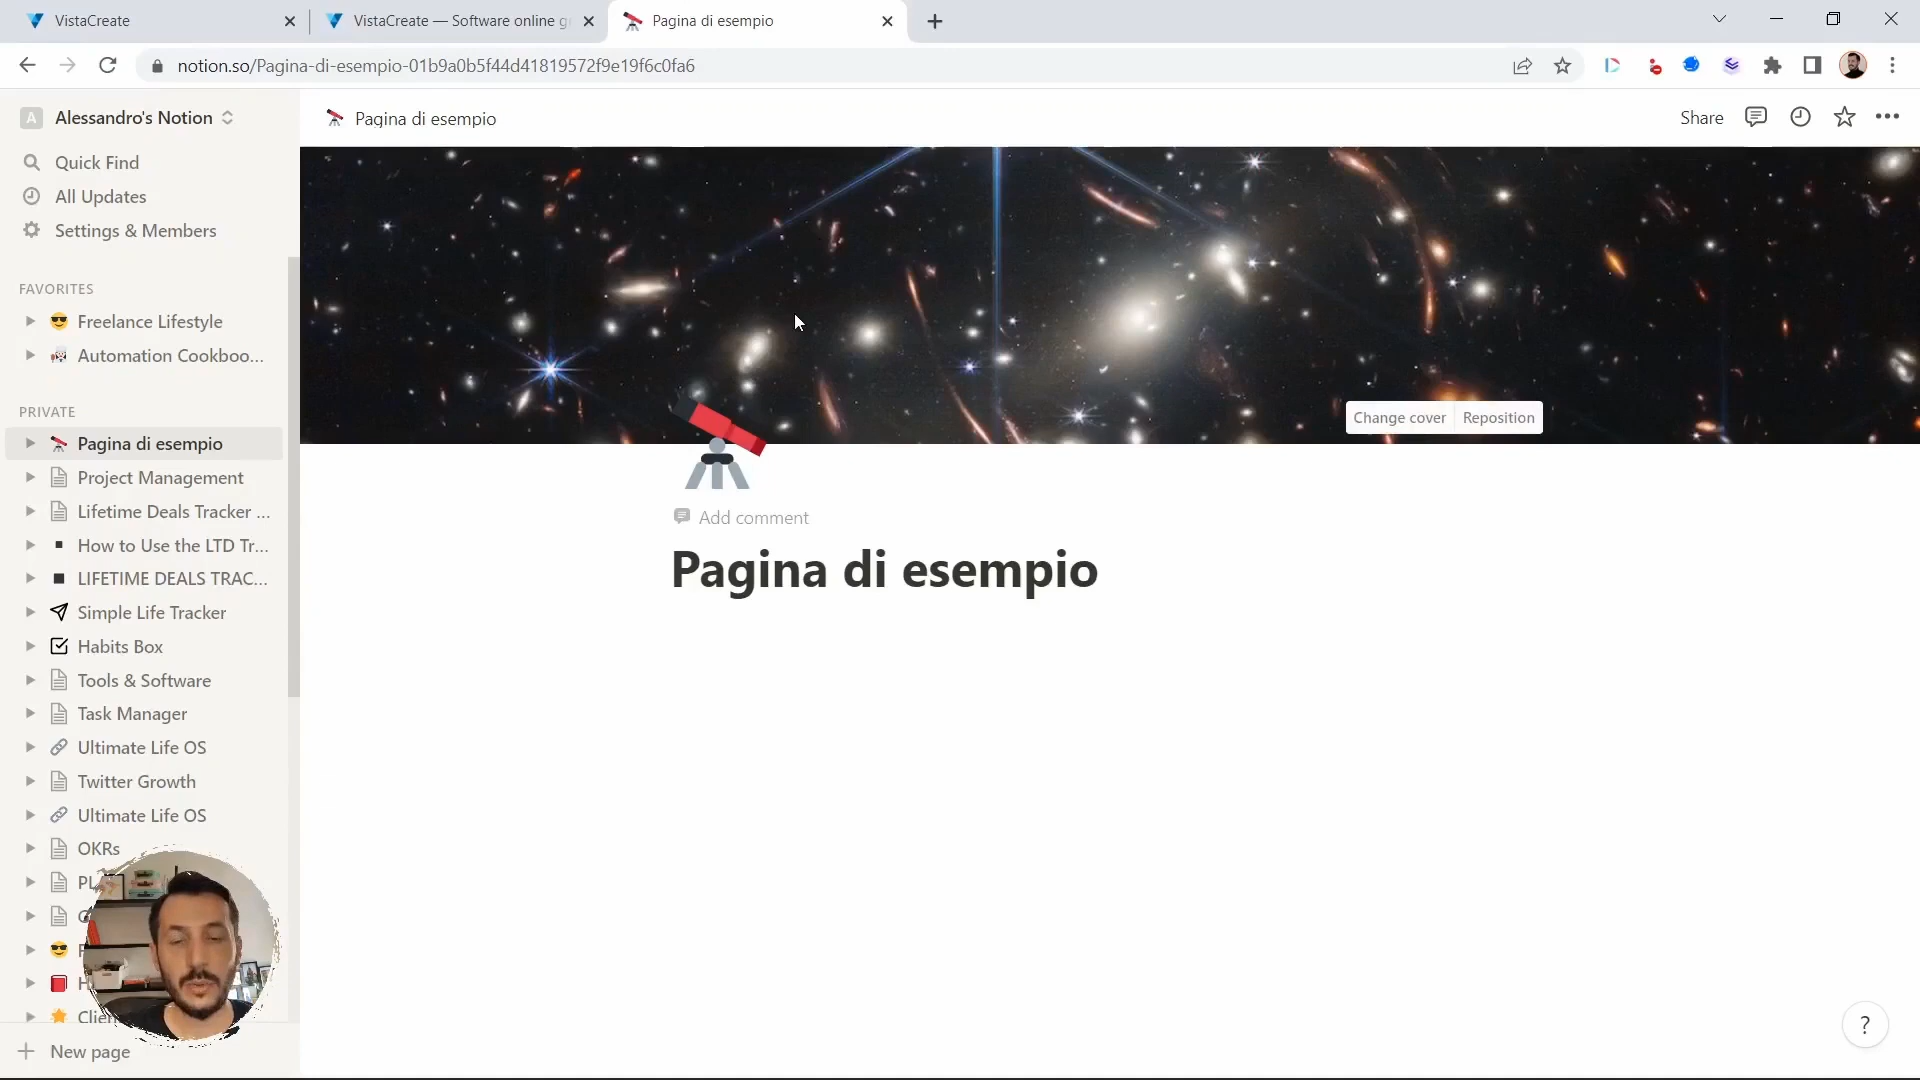 VistaCreate
VistaCreate — Software online g
Pagina di esempio
notion.so/Pagina-di-esempio-01b9a0b5f44d41819572f9e19f6c0fa6
A
Alessandro's Notion
Pagina di esempio
Share
Quick Find
All Updates
Settings & Members
FAVORITES
Freelance Lifestyle
Automation Cookboo...
PRIVATE
Pagina di esempio
Project Management
Lifetime Deals Tracker ...
How to Use the LTD Tr...
LIFETIME DEALS TRAC...
Simple Life Tracker
Habits Box
Tools & Software
Task Manager
Ultimate Life OS
Twitter Growth
Ultimate Life OS
OKRs
New page
Change cover
Reposition
Add comment
Pagina di esempio
?